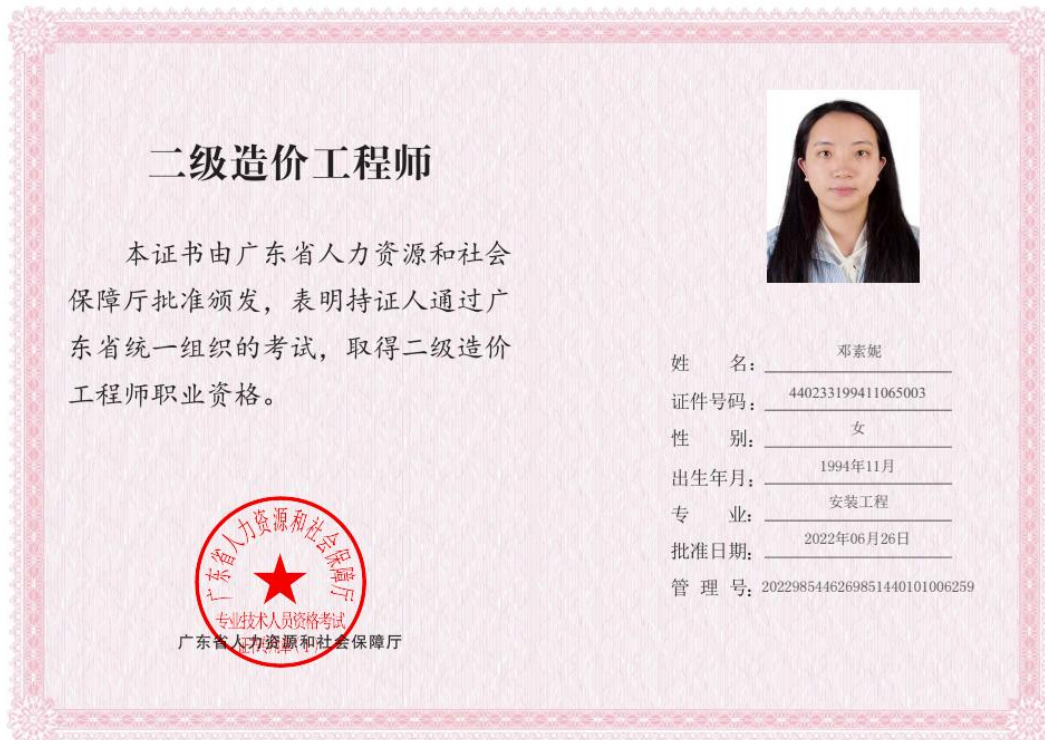 二级造价工程师
本证书由广东省人力资源和社会
保障厅批准颁发，表明持证人通过广
东省统一组织的考试，取得二级造价
工程师职业资格。
广东省人力资源和社会保障厅
专业技术人员资格考试
广东省人力资源和社会保障厅
姓 名：邓素妮
证件号码：440233199411065003
性 别：女
出生年月：1994年11月
专 业：安装工程
批准日期：2022年06月26日
管 理 号：2022985446269851440101006259